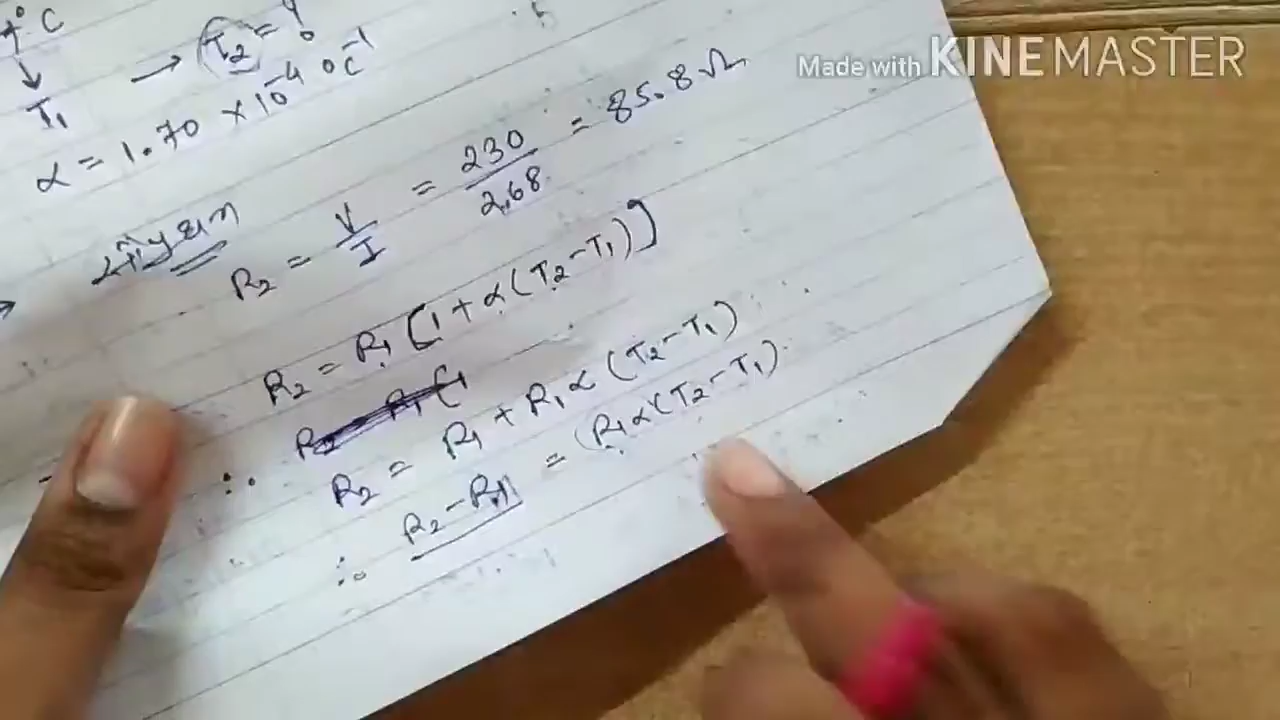 Made with KINEMASTER
°C
→ T₂ = ?
T₁
α = 1.70 × 10⁻⁴ °C⁻¹
R₂ = V/I = 230/2.68 = 85.8 Ω
R₂ = R₁ [1 + α (T₂ - T₁)]
∴ R₂ = R₁ + R₁ α (T₂ - T₁)
∴ R₂ - R₁ = (R₁ α (T₂ - T₁)